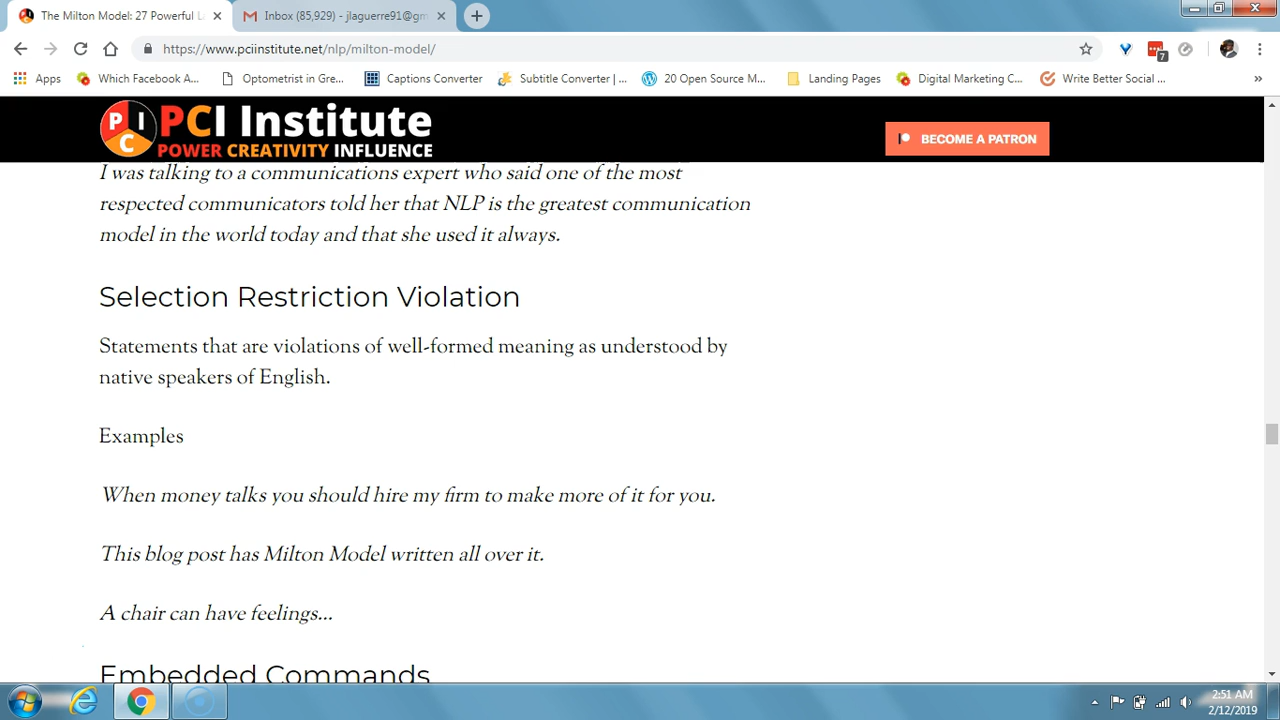 The Milton Model: 27 Powerful L
Inbox (85,929) - jlaguerre91@gm
https://www.pciinstitute.net/nlp/milton-model/
7
Apps
Which Facebook A...
Optometrist in Gre...
Captions Converter
Subtitle Converter | ...
20 Open Source M...
Landing Pages
Digital Marketing C...
Write Better Social ...
»
P I C
PCI Institute
POWER CREATIVITY INFLUENCE
BECOME A PATRON
I was talking to a communications expert who said one of the most
respected communicators told her that NLP is the greatest communication
model in the world today and that she used it always.
Selection Restriction Violation
Statements that are violations of well-formed meaning as understood by
native speakers of English.
Examples
When money talks you should hire my firm to make more of it for you.
This blog post has Milton Model written all over it.
A chair can have feelings...
Embedded Commands
2:51 AM
2/12/2019